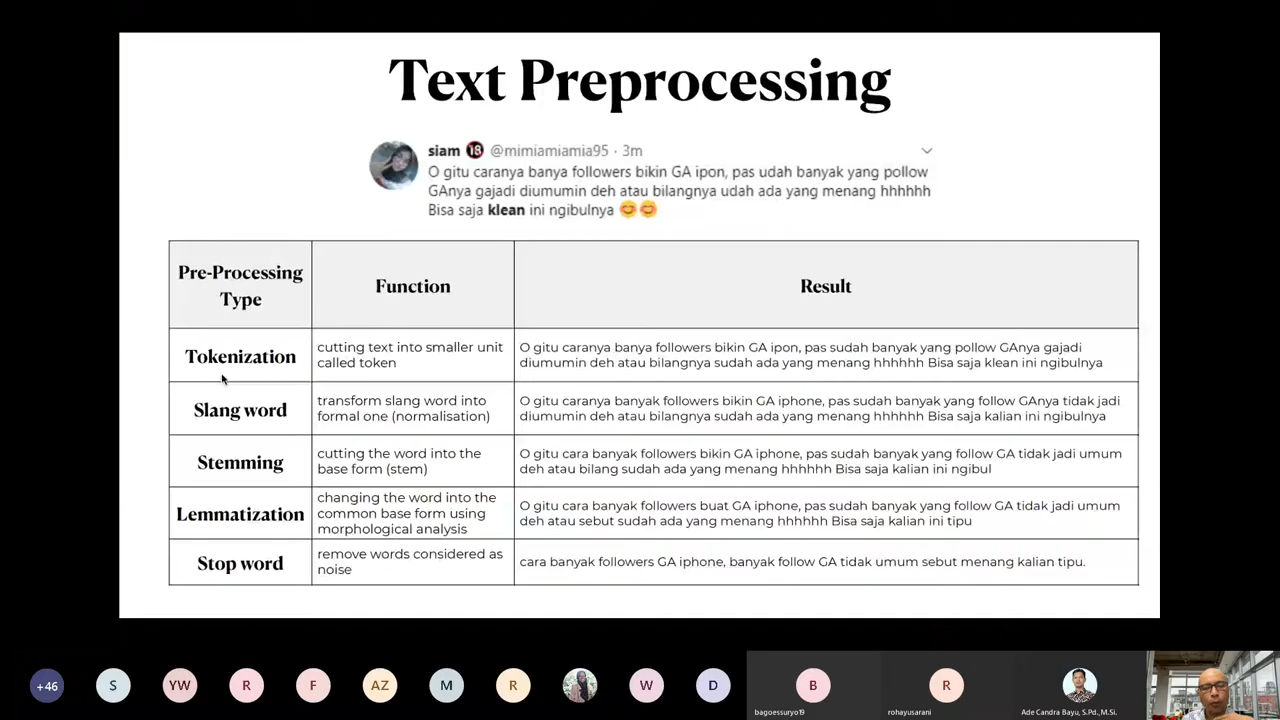 Text Preprocessing
siam 🔞 @mimiamiamia95 · 3m
O gitu caranya banya followers bikin GA ipon, pas udah banyak yang pollow
GAnya gajadi diumumin deh atau bilangnya udah ada yang menang hhhhhh
Bisa saja klean ini ngibulnya 😊😊
Pre-Processing
Type
Function
Result
Tokenization
cutting text into smaller unit
called token
O gitu caranya banya followers bikin GA ipon, pas sudah banyak yang pollow GAnya gajadi
diumumin deh atau bilangnya sudah ada yang menang hhhhhh Bisa saja klean ini ngibulnya
Slang word
transform slang word into
formal one (normalisation)
O gitu caranya banyak followers bikin GA iphone, pas sudah banyak yang follow GAnya tidak jadi
diumumin deh atau bilangnya sudah ada yang menang hhhhhh Bisa saja kalian ini ngibulnya
Stemming
cutting the word into the
base form (stem)
O gitu cara banyak followers bikin GA iphone, pas sudah banyak yang follow GA tidak jadi umum
deh atau bilang sudah ada yang menang hhhhhh Bisa saja kalian ini ngibul
Lemmatization
changing the word into the
common base form using
morphological analysis
O gitu cara banyak followers buat GA iphone, pas sudah banyak yang follow GA tidak jadi umum
deh atau sebut sudah ada yang menang hhhhhh Bisa saja kalian ini tipu
Stop word
remove words considered as
noise
cara banyak followers GA iphone, banyak follow GA tidak umum sebut menang kalian tipu.
+46
S
YW
R
F
AZ
M
R
W
D
B
R
bagoessuryo19
rohayusarani
Ade Candra Bayu, S.Pd., M.Si.